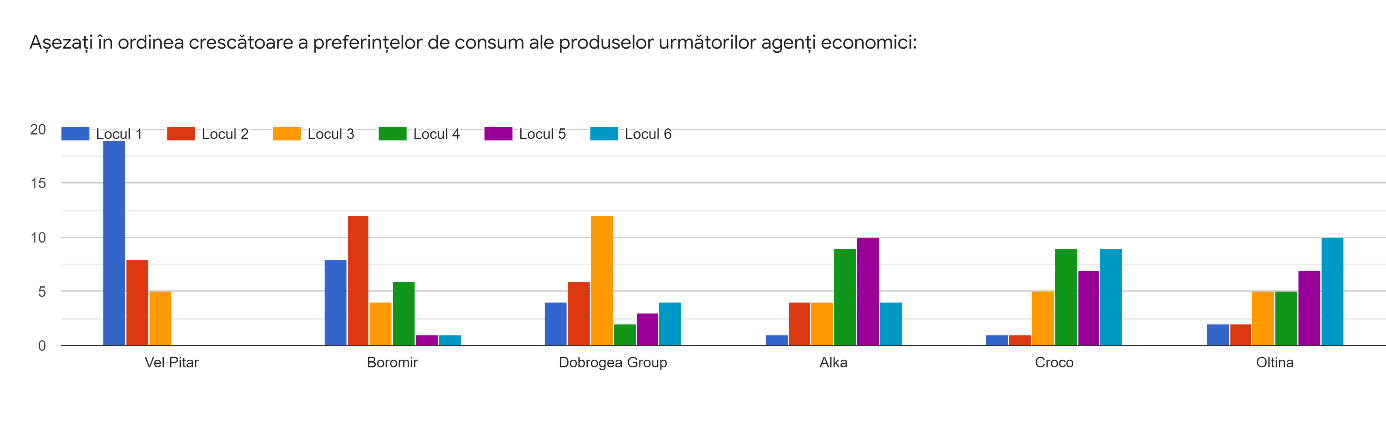 Așezați în ordinea crescătoare a preferințelor de consum ale produselor următorilor agenți economici:
20
Locul 1 Locul 2 Locul 3 Locul 4 Locul 5 Locul 6
15
10
5
0
Vel Pitar Boromir Dobrogea Group Alka Croco Oltina